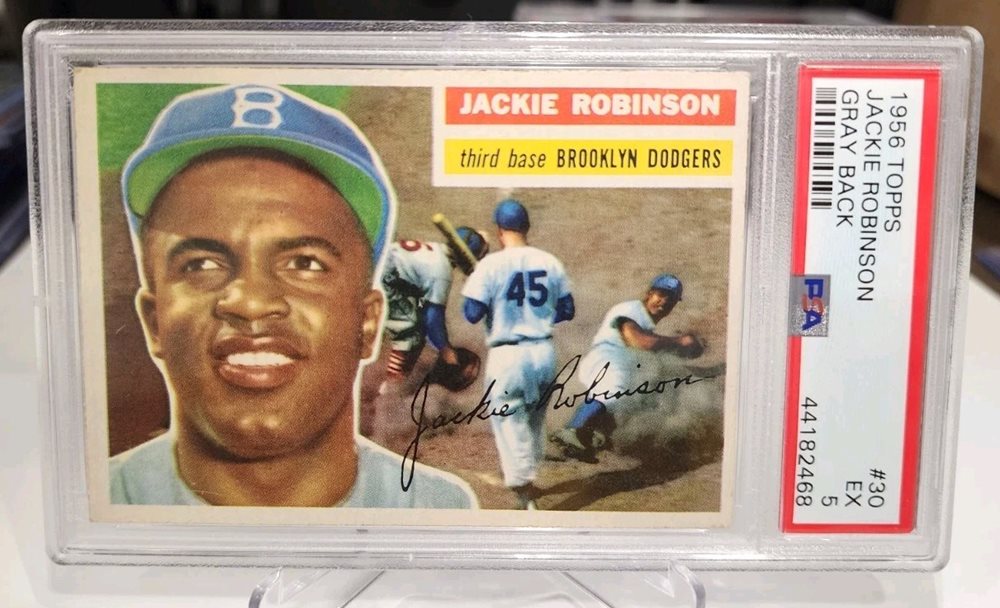 B
JACKIE ROBINSON
third base BROOKLYN DODGERS
6
45
Jackie Robinson
1956 TOPPS
JACKIE ROBINSON
GRAY BACK
#30
EX
5
PSA
44182468